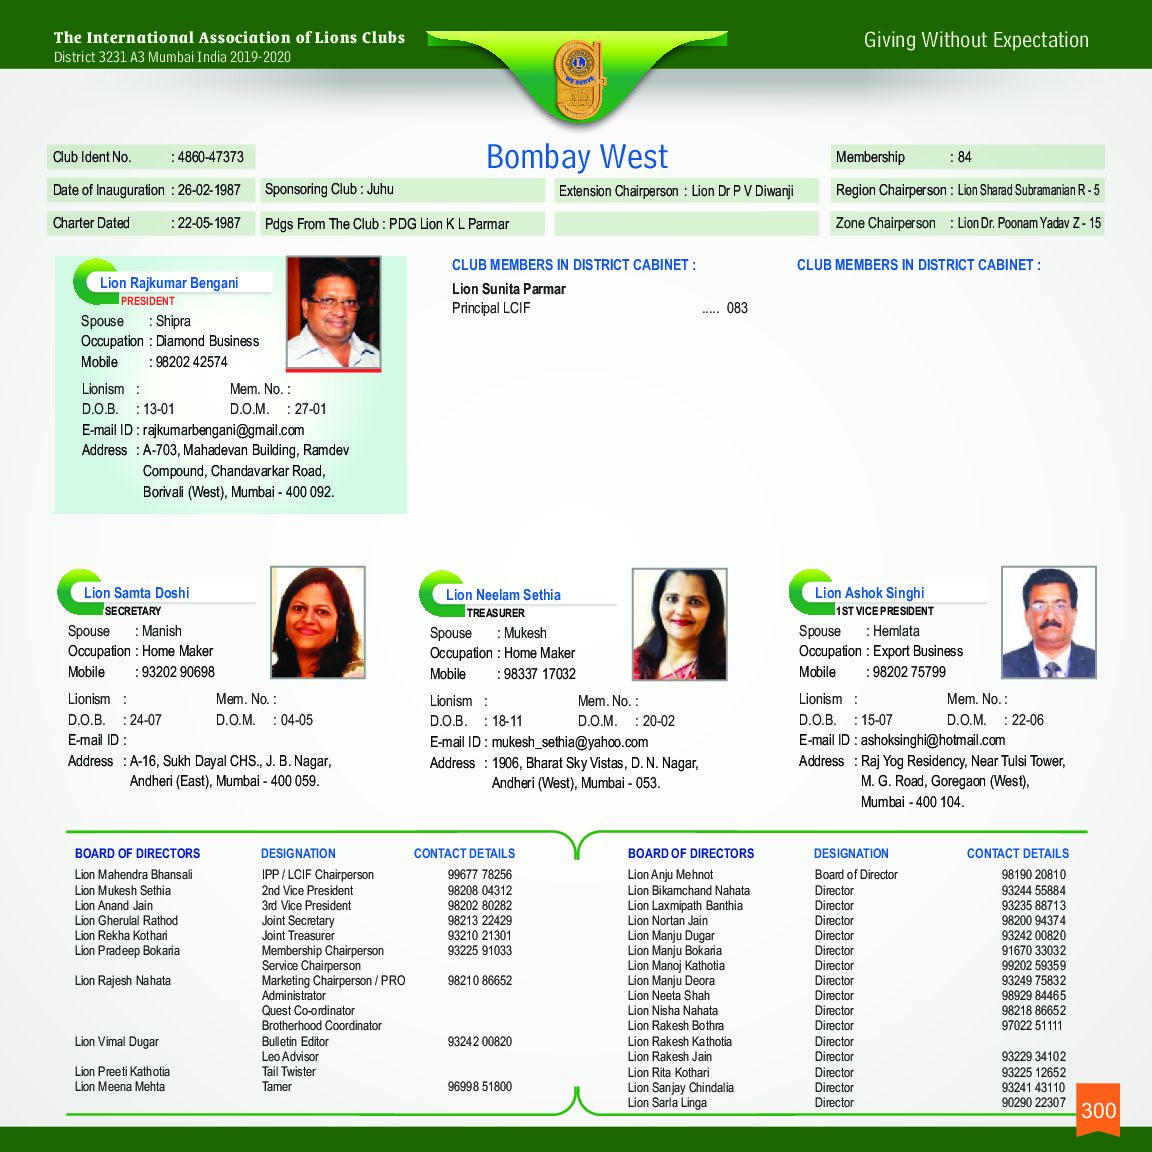 The International Association of Lions Clubs
District 3231 A3 Mumbai India 2019-2020
Giving Without Expectation
WE SERVE
Bombay West
Club Ident No. : 4860-47373
Membership : 84
Date of Inauguration : 26-02-1987
Sponsoring Club : Juhu
Extension Chairperson : Lion Dr P V Diwanji
Region Chairperson : Lion Sharad Subramanian R - 5
Charter Dated : 22-05-1987
Pdgs From The Club : PDG Lion K L Parmar
Zone Chairperson : Lion Dr. Poonam Yadav Z - 15
Lion Rajkumar Bengani
PRESIDENT
Spouse : Shipra
Occupation : Diamond Business
Mobile : 98202 42574
Lionism : Mem. No. :
D.O.B. : 13-01 D.O.M. : 27-01
E-mail ID : rajkumarbengani@gmail.com
Address : A-703, Mahadevan Building, Ramdev
Compound, Chandavarkar Road,
Borivali (West), Mumbai - 400 092.
CLUB MEMBERS IN DISTRICT CABINET :
Lion Sunita Parmar
Principal LCIF ..... 083
CLUB MEMBERS IN DISTRICT CABINET :
Lion Samta Doshi
SECRETARY
Spouse : Manish
Occupation : Home Maker
Mobile : 93202 90698
Lionism : Mem. No. :
D.O.B. : 24-07 D.O.M. : 04-05
E-mail ID :
Address : A-16, Sukh Dayal CHS., J. B. Nagar,
Andheri (East), Mumbai - 400 059.
Lion Neelam Sethia
TREASURER
Spouse : Mukesh
Occupation : Home Maker
Mobile : 98337 17032
Lionism : Mem. No. :
D.O.B. : 18-11 D.O.M. : 20-02
E-mail ID : mukesh_sethia@yahoo.com
Address : 1906, Bharat Sky Vistas, D. N. Nagar,
Andheri (West), Mumbai - 053.
Lion Ashok Singhi
1ST VICE PRESIDENT
Spouse : Hemlata
Occupation : Export Business
Mobile : 98202 75799
Lionism : Mem. No. :
D.O.B. : 15-07 D.O.M. : 22-06
E-mail ID : ashoksinghi@hotmail.com
Address : Raj Yog Residency, Near Tulsi Tower,
M. G. Road, Goregaon (West),
Mumbai - 400 104.
BOARD OF DIRECTORS DESIGNATION CONTACT DETAILS
Lion Mahendra Bhansali IPP / LCIF Chairperson 99677 78256
Lion Mukesh Sethia 2nd Vice President 98208 04312
Lion Anand Jain 3rd Vice President 98202 80282
Lion Gherulal Rathod Joint Secretary 98213 22429
Lion Rekha Kothari Joint Treasurer 93210 21301
Lion Pradeep Bokaria Membership Chairperson 93225 91033
Service Chairperson
Lion Rajesh Nahata Marketing Chairperson / PRO 98210 86652
Administrator
Quest Co-ordinator
Brotherhood Coordinator
Lion Vimal Dugar Bulletin Editor 93242 00820
Leo Advisor
Lion Preeti Kathotia Tail Twister
Lion Meena Mehta Tamer 96998 51800
BOARD OF DIRECTORS DESIGNATION CONTACT DETAILS
Lion Anju Mehnot Board of Director 98190 20810
Lion Bikamchand Nahata Director 93244 55884
Lion Laxmipath Banthia Director 93235 88713
Lion Nortan Jain Director 98200 94374
Lion Manju Dugar Director 93242 00820
Lion Manju Bokaria Director 91670 33032
Lion Manoj Kathotia Director 99202 59359
Lion Manju Deora Director 93249 75832
Lion Neeta Shah Director 98929 84465
Lion Nisha Nahata Director 98218 86652
Lion Rakesh Bothra Director 97022 51111
Lion Rakesh Kathotia Director
Lion Rakesh Jain Director 93229 34102
Lion Rita Kothari Director 93225 12652
Lion Sanjay Chindalia Director 93241 43110
Lion Sarla Linga Director 90290 22307
300